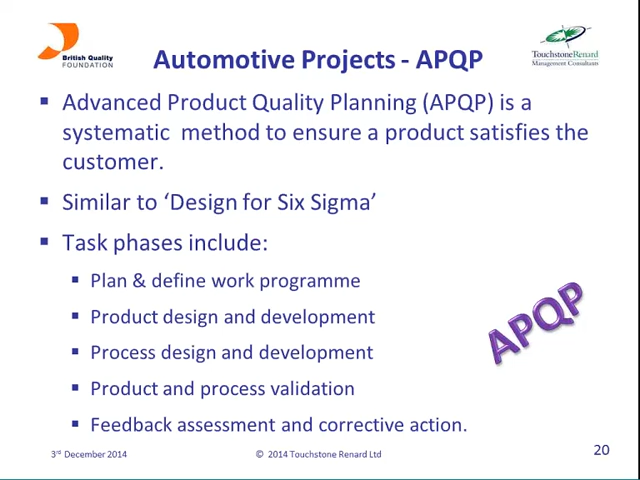 British Quality
FOUNDATION
Automotive Projects - APQP
TouchstoneRenard
Management Consultants
▪ Advanced Product Quality Planning (APQP) is a
systematic method to ensure a product satisfies the
customer.
▪ Similar to ‘Design for Six Sigma’
▪ Task phases include:
▪ Plan & define work programme
▪ Product design and development
▪ Process design and development
▪ Product and process validation
▪ Feedback assessment and corrective action.
APQP
3rd December 2014
© 2014 Touchstone Renard Ltd
20